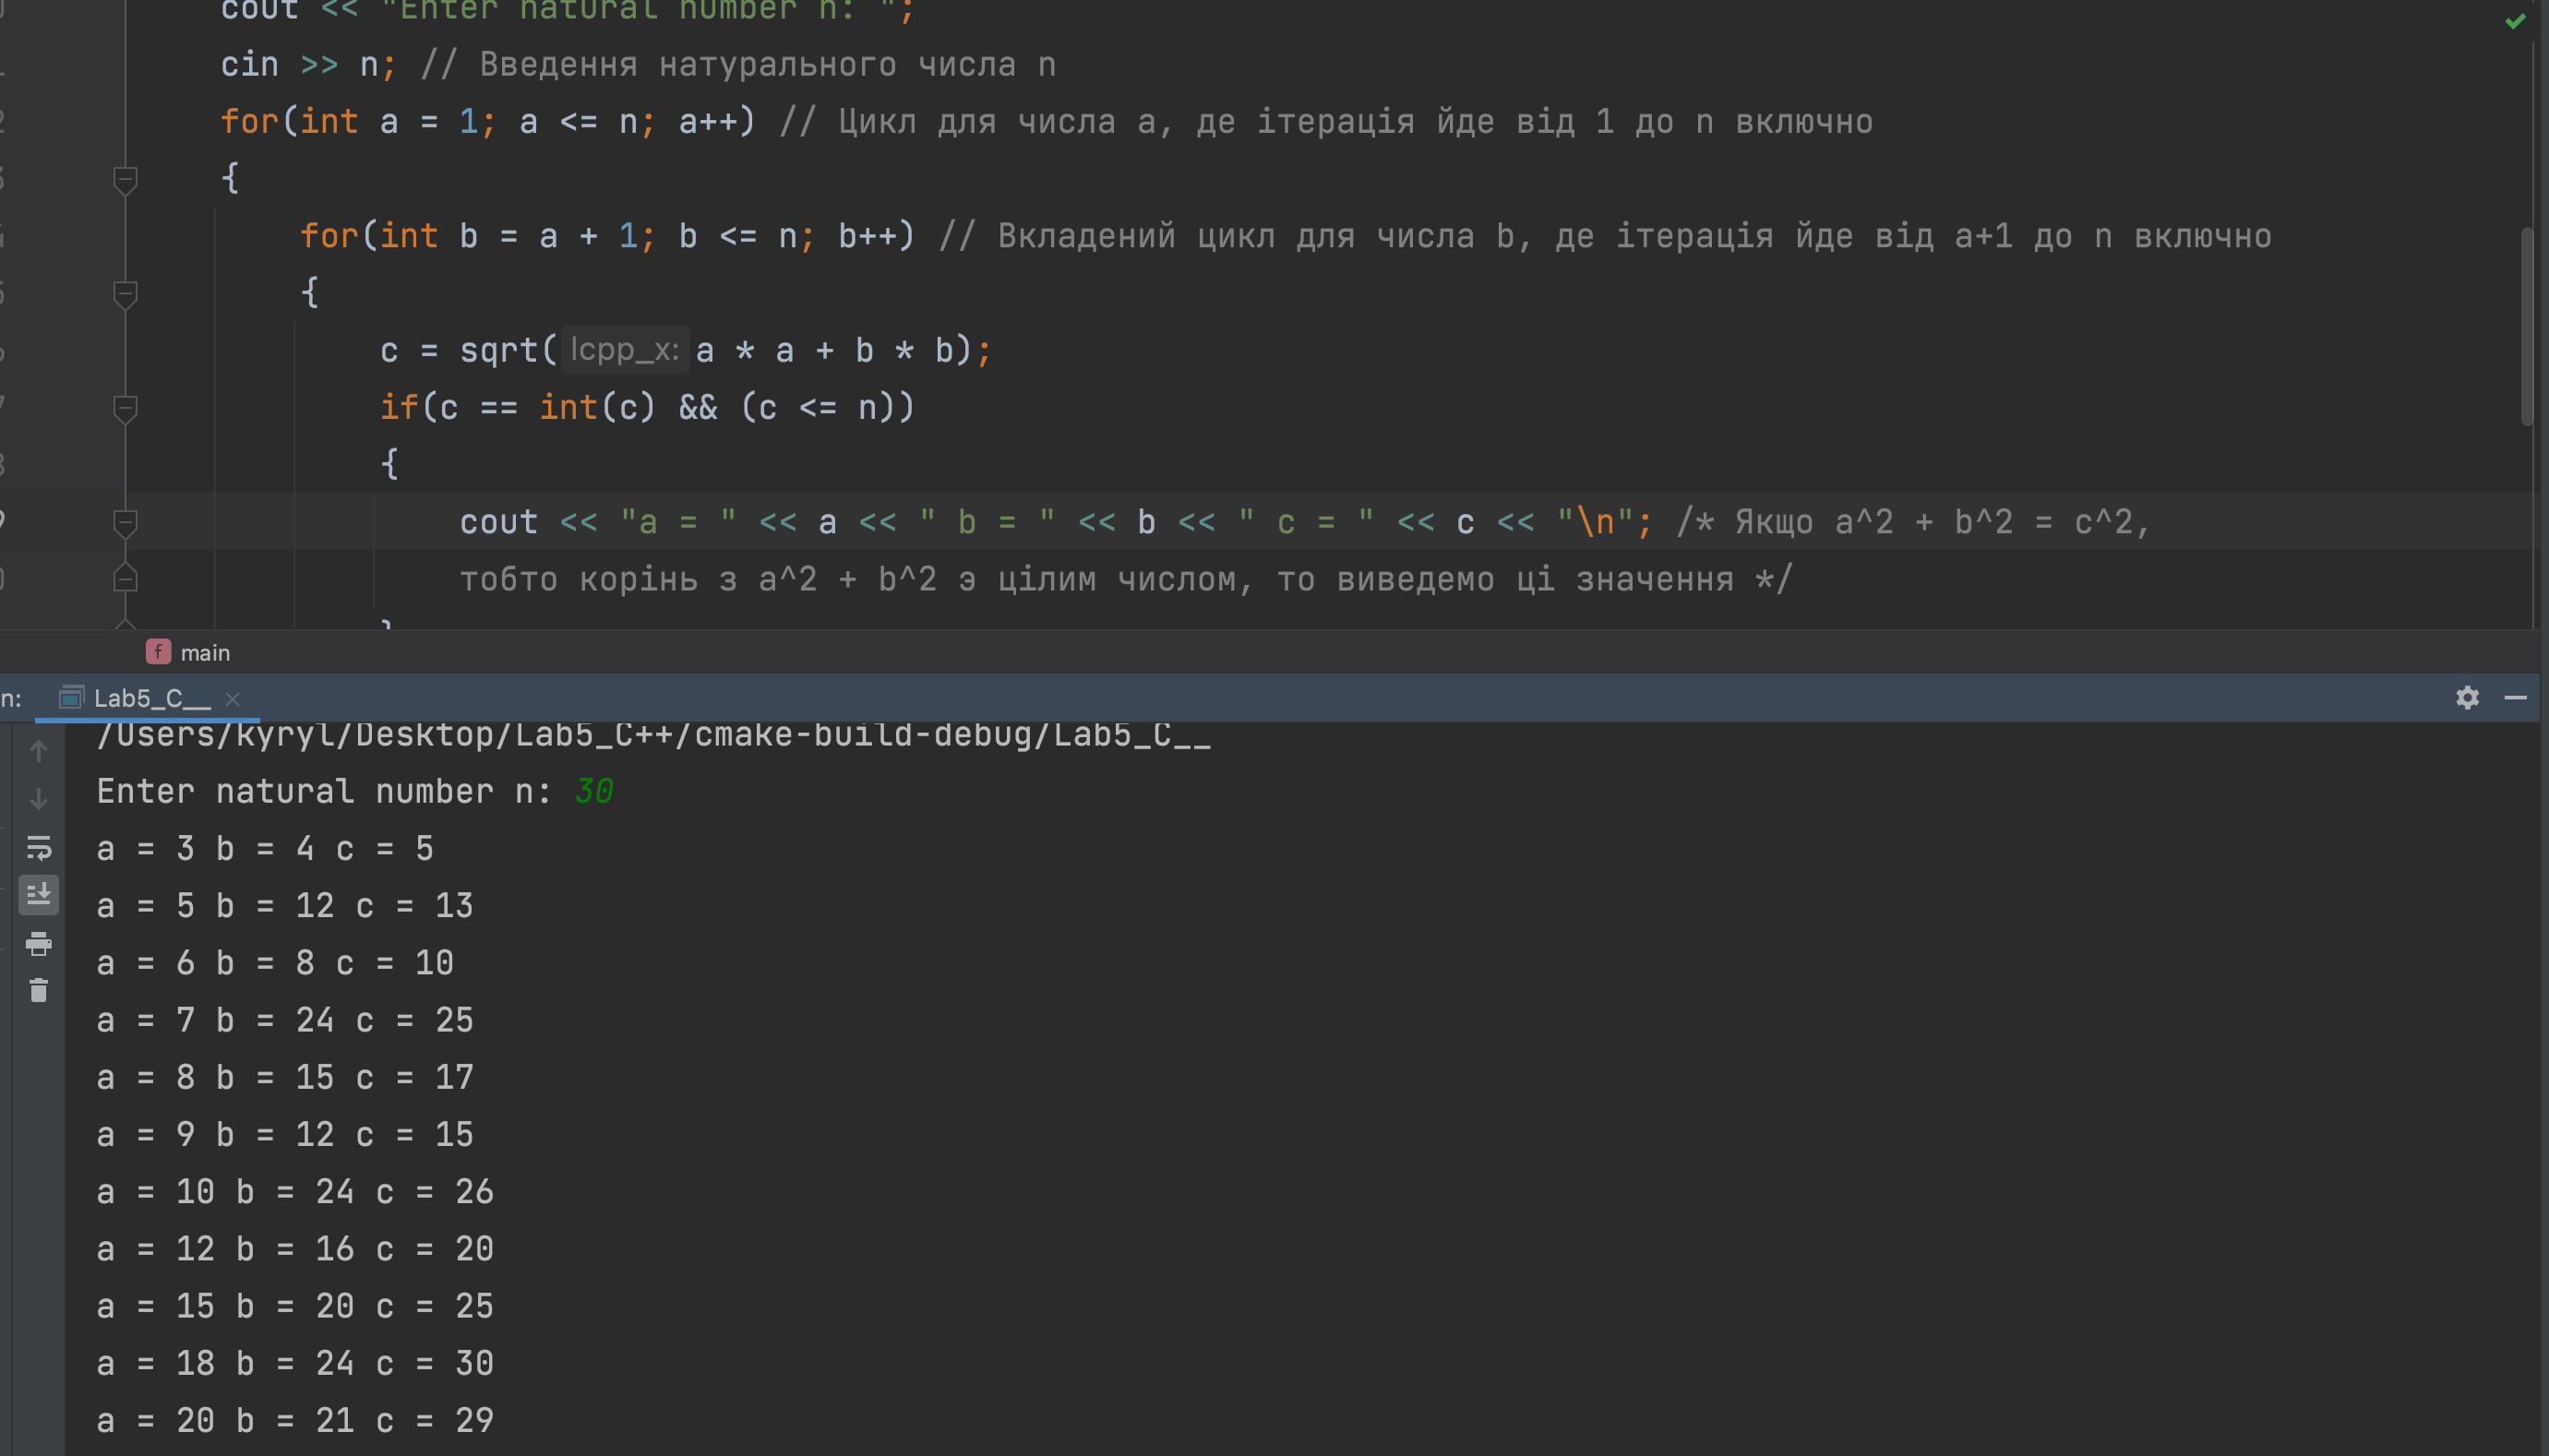 cout << "Enter natural number n: ";
cin >> n; // Введення натурального числа n
for(int a = 1; a <= n; a++) // Цикл для числа a, де ітерація йде від 1 до n включно
{
for(int b = a + 1; b <= n; b++) // Вкладений цикл для числа b, де ітерація йде від a+1 до n включно
{
c = sqrt( lcpp_x: a * a + b * b);
if(c == int(c) && (c <= n))
{
cout << "a = " << a << " b = " << b << " c = " << c << "\n"; /* Якщо a^2 + b^2 = c^2,
тобто корінь з a^2 + b^2 э цілим числом, то виведемо ці значення */
}
f main
n: Lab5_C__
/Users/kyryl/Desktop/Lab5_C++/cmake-build-debug/Lab5_C__
Enter natural number n: 30
a = 3 b = 4 c = 5
a = 5 b = 12 c = 13
a = 6 b = 8 c = 10
a = 7 b = 24 c = 25
a = 8 b = 15 c = 17
a = 9 b = 12 c = 15
a = 10 b = 24 c = 26
a = 12 b = 16 c = 20
a = 15 b = 20 c = 25
a = 18 b = 24 c = 30
a = 20 b = 21 c = 29